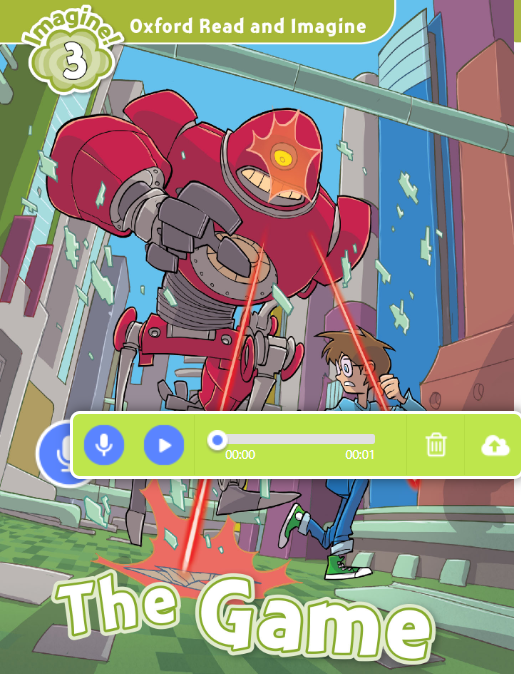 Imagine!
3
Oxford Read and Imagine
00:00
00:01
The Game